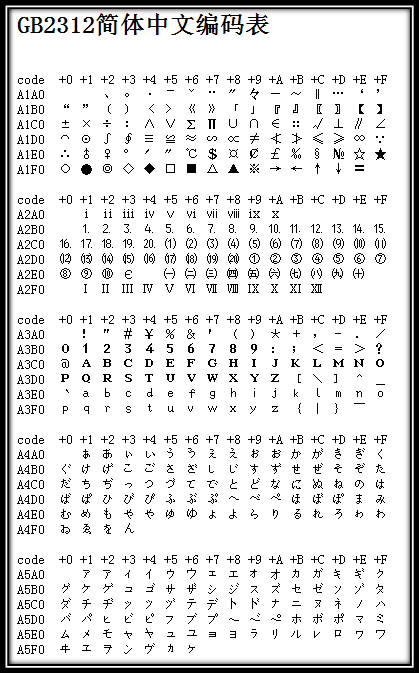 GB2312简体中文编码表
code +0 +1 +2 +3 +4 +5 +6 +7 +8 +9 +A +B +C +D +E +F
A1A0 、 。 · ˉ ˇ ¨ 〃 々 — ~ ‖ … ‘ ’
A1B0 “ ” 〔 〕 〈 〉 《 》 「 」 『 』 〖 〗 【 】
A1C0 ± × ÷ ∶ ∧ ∨ ∑ ∏ ∪ ∩ ∈ ∷ √ ⊥ ∥ ∠
A1D0 ⌒ ⊙ ∫ ∮ ≡ ≌ ≈ ∽ ∝ ≠ ≮ ≯ ≤ ≥ ∞ ∵
A1E0 ∴ ♂ ♀ ° ′ ″ ℃ $ ¤ ¢ £ ‰ § № ☆ ★
A1F0 ○ ● ◎ ◇ ◆ □ ■ △ ▲ ※ → ← ↑ ↓ 〓
code +0 +1 +2 +3 +4 +5 +6 +7 +8 +9 +A +B +C +D +E +F
A2A0 ⅰ ⅱ ⅲ ⅳ ⅴ ⅵ ⅶ ⅷ ⅸ ⅹ
A2B0 ⒈ ⒉ ⒊ ⒋ ⒌ ⒍ ⒎ ⒏ ⒐ ⒑ ⒒ ⒓ ⒔ ⒕ ⒖
A2C0 ⒗ ⒘ ⒙ ⒚ ⒛ ⑴ ⑵ ⑶ ⑷ ⑸ ⑹ ⑺ ⑻ ⑼ ⑽ ⑾
A2D0 ⑿ ⒀ ⒁ ⒂ ⒃ ⒄ ⒅ ⒆ ⒇ ① ② ③ ④ ⑤ ⑥ ⑦
A2E0 ⑧ ⑨ ⑩ € ㈠ ㈡ ㈢ ㈣ ㈤ ㈥ ㈦ ㈧ ㈨ ㈩
A2F0 Ⅰ Ⅱ Ⅲ Ⅳ Ⅴ Ⅵ Ⅶ Ⅷ Ⅸ Ⅹ Ⅺ Ⅻ
code +0 +1 +2 +3 +4 +5 +6 +7 +8 +9 +A +B +C +D +E +F
A3A0 ! " # ¥ % & ' ( ) * + , - . /
A3B0 0 1 2 3 4 5 6 7 8 9 : ; < = > ?
A3C0 @ A B C D E F G H I J K L M N O
A3D0 P Q R S T U V W X Y Z [ \ ] ^ _
A3E0 ` a b c d e f g h i j k l m n o
A3F0 p q r s t u v w x y z { | }  ̄
code +0 +1 +2 +3 +4 +5 +6 +7 +8 +9 +A +B +C +D +E +F
A4A0 ぁ あ ぃ い ぅ う ぇ え ぉ お か が き ぎ く
A4B0 ぐ け げ こ ご さ ざ し じ す ず せ ぜ そ ぞ た
A4C0 だ ち ぢ っ つ づ て で と ど な に ぬ ね の は
A4D0 ば ぱ ひ び ぴ ふ ぶ ぷ へ べ ぺ ほ ぼ ぽ ま み
A4E0 む め も ゃ や ゅ ゆ ょ よ ら り る れ ろ ゎ わ
A4F0 ゐ ゑ を ん
code +0 +1 +2 +3 +4 +5 +6 +7 +8 +9 +A +B +C +D +E +F
A5A0 ァ ア ィ イ ゥ ウ ェ エ ォ オ カ ガ キ ギ ク
A5B0 グ ケ ゲ コ ゴ サ ザ シ ジ ス ズ セ ゼ ソ ゾ タ
A5C0 ダ チ ヂ ッ ツ ヅ テ デ ト ド ナ ニ ヌ ネ ノ ハ
A5D0 バ パ ヒ ビ ピ フ ブ プ ヘ ベ ペ ホ ボ ポ マ ミ
A5E0 ム メ モ ャ ヤ ュ ユ ョ ヨ ラ リ ル レ ロ ヮ ワ
A5F0 ヰ ヱ ヲ ン ヴ ヵ ヶ